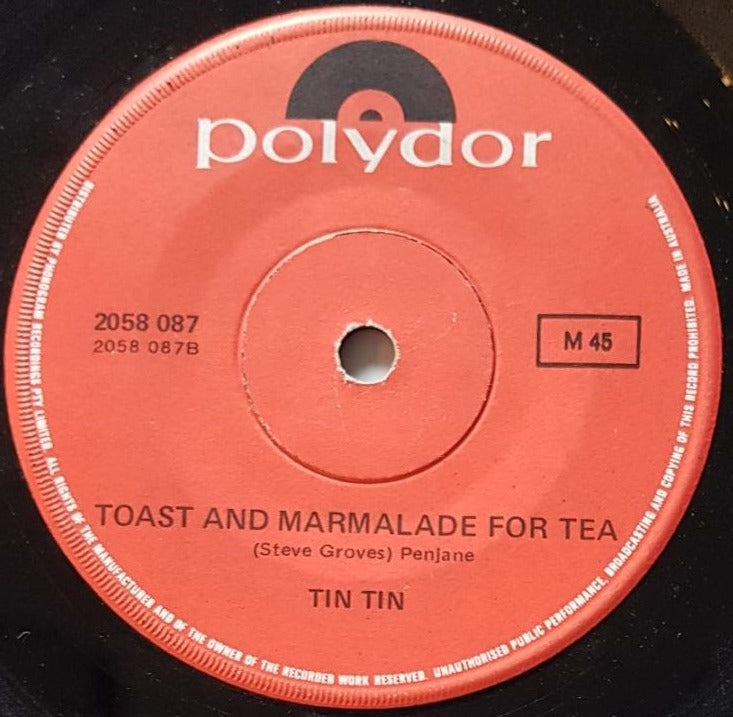 polydor
2058 087
2058 087B
M 45
TOAST AND MARMALADE FOR TEA
(Steve Groves) Penjane
TIN TIN
DISTRIBUTED BY PHONOGRAM RECORDINGS PTY. LIMITED. ALL RIGHTS OF THE MANUFACTURER AND OF THE OWNER OF THE RECORDED WORK RESERVED. UNAUTHORISED PUBLIC PERFORMANCE, BROADCASTING AND COPYING OF THIS RECORD PROHIBITED. MADE IN AUSTRALIA